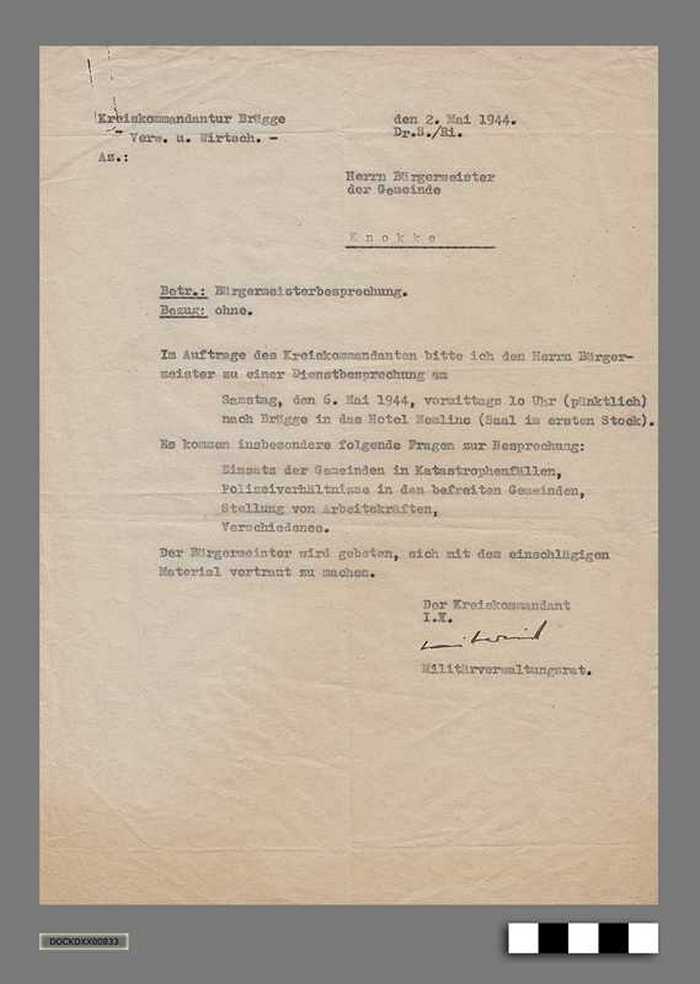 Kreiskommandantur Brügge
- Verw. u. Wirtsch. -
Az.:
den 2. Mai 1944.
Dr.S./Ri.
Herrn Bürgermeister
der Gemeinde
Knokke
Betr.: Bürgermeisterbesprechung.
Bezug: ohne.
Im Auftrage des Kreiskommandanten bitte ich den Herrn Bürger-
meister zu einer Dienstbesprechung am
Samstag, den 6. Mai 1944, vormittags 10 Uhr (pünktlich)
nach Brügge in das Hotel Memlinc (Saal im ersten Stock).
Es kommen insbesondere folgende Fragen zur Besprechung:
Einsatz der Gemeinden in Katastrophenfällen,
Polizeiverhältnisse in den befreiten Gemeinden,
Stellung von Arbeitskräften,
Verschiedenes.
Der Bürgermeister wird gebeten, sich mit dem einschlägigen
Material vertraut zu machen.
Der Kreiskommandant
Militärverwaltungsrat.
DOCKDXX00833